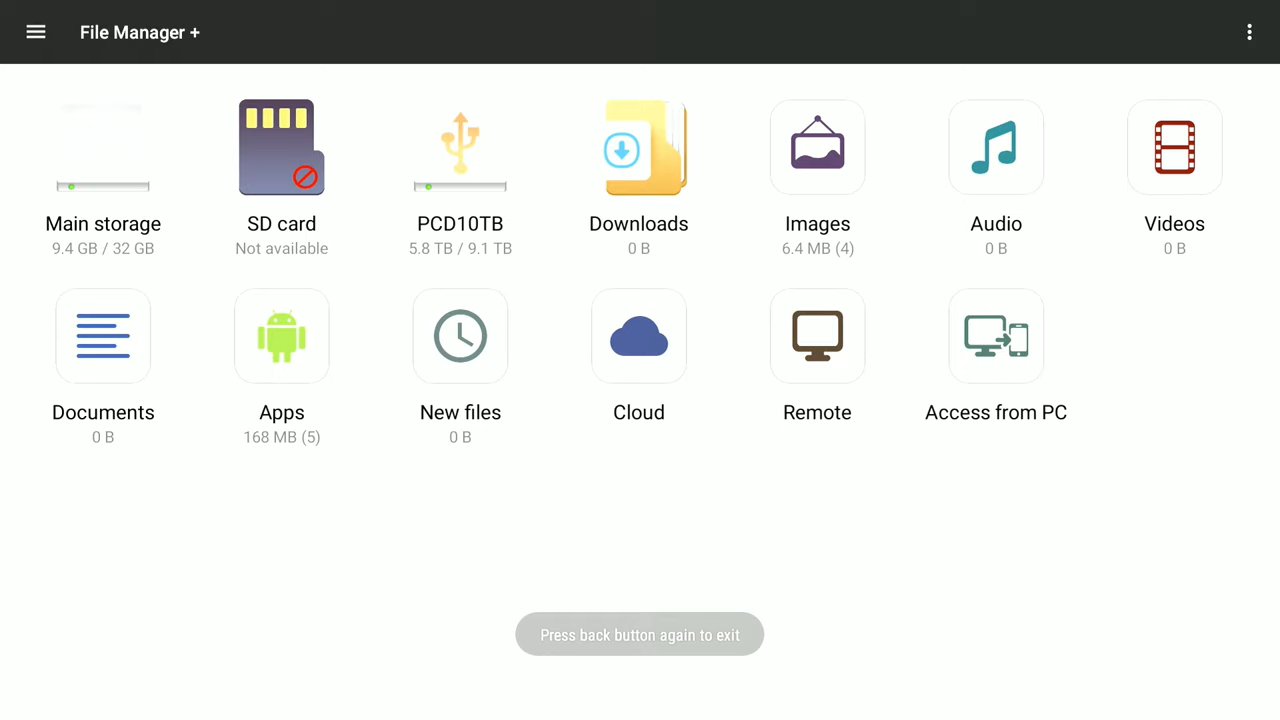 File Manager +
Main storage
9.4 GB / 32 GB
SD card
Not available
PCD10TB
5.8 TB / 9.1 TB
Downloads
0 B
Images
6.4 MB (4)
Audio
0 B
Videos
0 B
Documents
0 B
Apps
168 MB (5)
New files
0 B
Cloud
Remote
Access from PC
Press back button again to exit